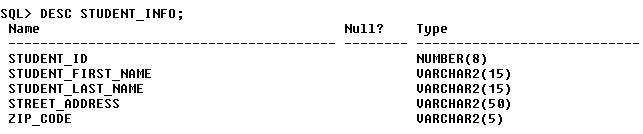 SQL> DESC STUDENT_INFO;
Name Null? Type
----------------------------------------- -------- ----------------------------
STUDENT_ID NUMBER(8)
STUDENT_FIRST_NAME VARCHAR2(15)
STUDENT_LAST_NAME VARCHAR2(15)
STREET_ADDRESS VARCHAR2(50)
ZIP_CODE VARCHAR2(5)